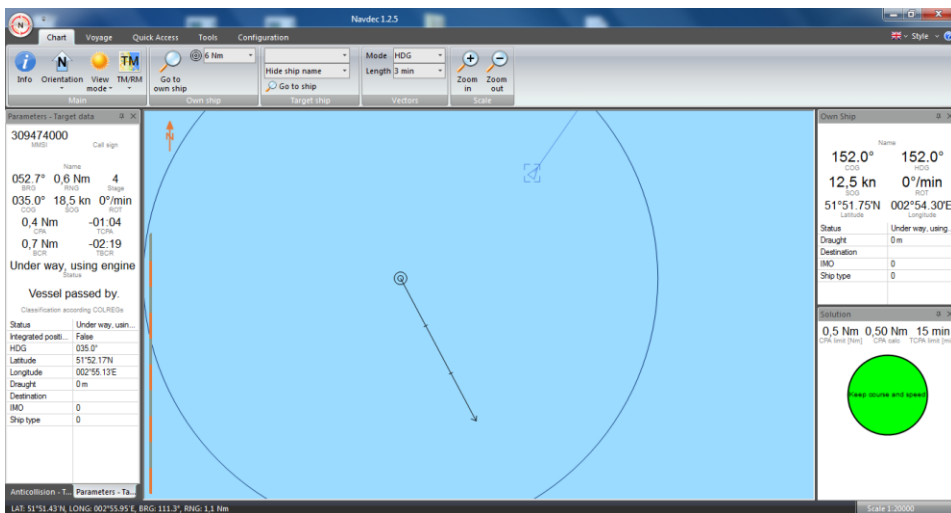 Navdec 1.2.5
Chart Voyage Quick Access Tools Configuration
Style
Info Orientation View mode TM/RM
TM
N
Main
Go to own ship
6 Nm
Own ship
Hide ship name
Go to ship
Target ship
Mode HDG
Length 3 min
Vectors
Zoom in Zoom out
Scale
Parameters - Target data
309474000
MMSI Call sign
Name
052.7° 0,6 Nm 4
BRG RNG Stage
035.0° 18,5 kn 0°/min
COG SOG ROT
0,4 Nm -01:04
CPA TCPA
0,7 Nm -02:19
BCR TBCR
Under way, using engine
Status
Vessel passed by.
Classification according COLREGs
Status Under way, usin...
Integrated positi... False
HDG 035.0°
Latitude 51°52.17'N
Longitude 002°55.13'E
Draught 0 m
Destination
IMO 0
Ship type 0
Anticollision - T... Parameters - Ta...
N
Own Ship
Name
152.0° 152.0°
COG HDG
12,5 kn 0°/min
SOG ROT
51°51.75'N 002°54.30'E
Latitude Longitude
Status Under way, using...
Draught 0 m
Destination
IMO 0
Ship type 0
Solution
0,5 Nm 0,50 Nm 15 min
CPA limit [Nm] CPA calc TCPA limit [mi
Keep course and speed
LAT: 51°51.43'N, LONG: 002°55.95'E, BRG: 111.3°, RNG: 1,1 Nm
Scale 1:20000